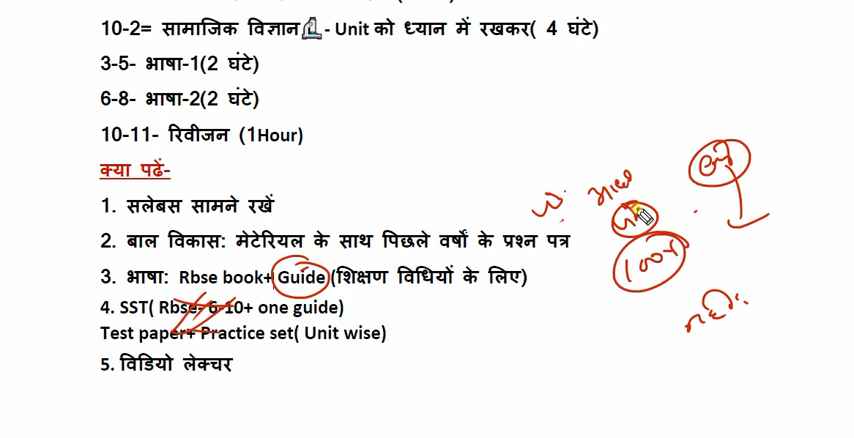 10-2= सामाजिक विज्ञान - Unit को ध्यान में रखकर( 4 घंटे)
3-5- भाषा-1(2 घंटे)
6-8- भाषा-2(2 घंटे)
10-11- रिवीजन (1Hour)
क्या पढें-
1. सलेबस सामने रखें
2. बाल विकास: मेटेरियल के साथ पिछले वर्षों के प्रश्न पत्र
3. भाषा: Rbse book+ Guide (शिक्षण विधियों के लिए)
4. SST( Rbse- 6-10+ one guide)
Test paper+ Practice set( Unit wise)
5. विडियो लेक्चर